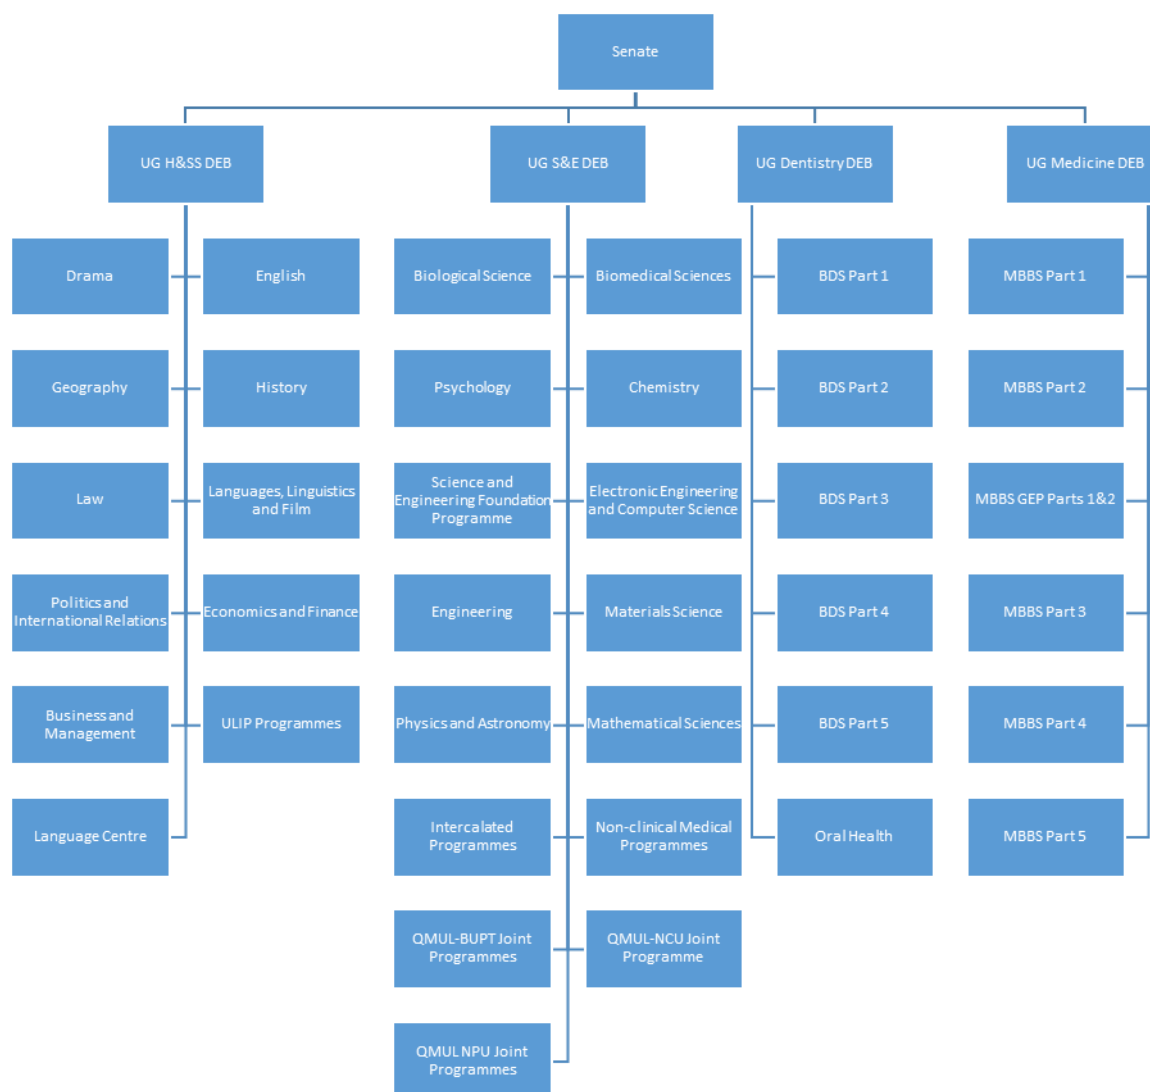 Senate
UG H&SS DEB
UG S&E DEB
UG Dentistry DEB
UG Medicine DEB
Drama
English
Biological Science
Biomedical Sciences
BDS Part 1
MBBS Part 1
Geography
History
Psychology
Chemistry
BDS Part 2
MBBS Part 2
Law
Languages, Linguistics
and Film
Science and
Engineering Foundation
Programme
Electronic Engineering
and Computer Science
BDS Part 3
MBBS GEP Parts 1&2
Politics and
International Relations
Economics and Finance
Engineering
Materials Science
BDS Part 4
MBBS Part 3
Business and
Management
ULIP Programmes
Physics and Astronomy
Mathematical Sciences
BDS Part 5
MBBS Part 4
Language Centre
Intercalated
Programmes
Non-clinical Medical
Programmes
Oral Health
MBBS Part 5
QMUL-BUPT Joint
Programmes
QMUL-NCU Joint
Programme
QMUL NPU Joint
Programmes